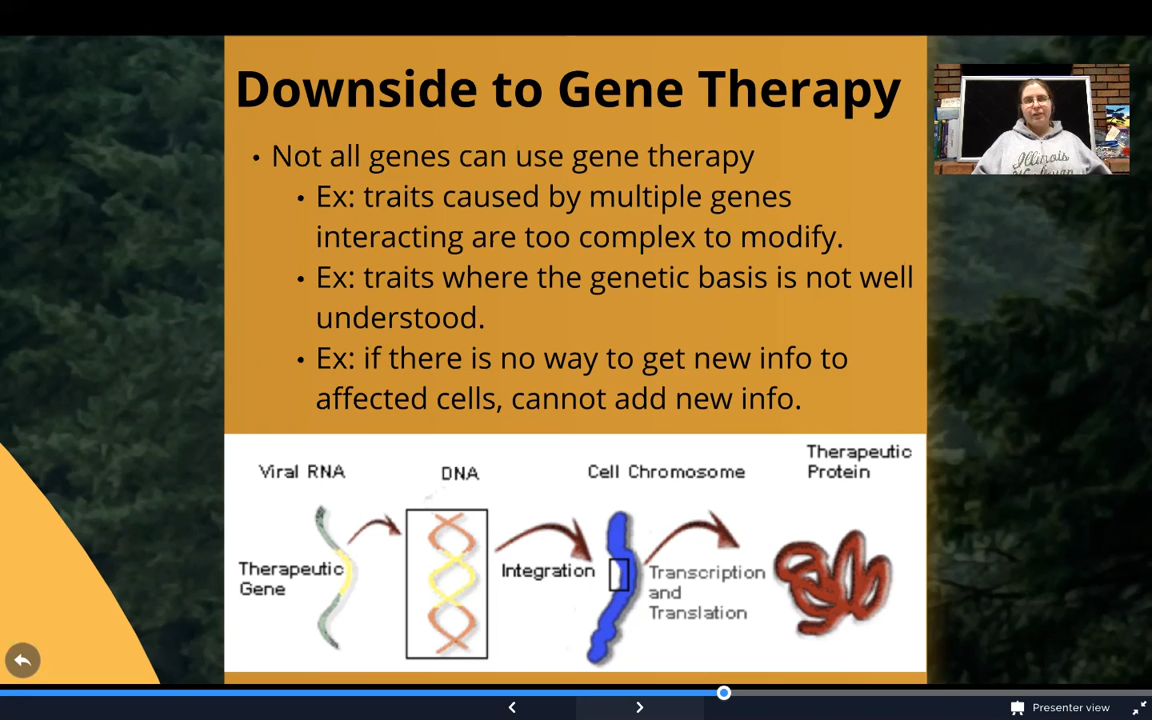 Downside to Gene Therapy
• Not all genes can use gene therapy
• Ex: traits caused by multiple genes
interacting are too complex to modify.
• Ex: traits where the genetic basis is not well
understood.
• Ex: if there is no way to get new info to
affected cells, cannot add new info.
Viral RNA
DNA
Cell Chromosome
Therapeutic
Protein
Therapeutic
Gene
Integration
Transcription
and
Translation
Illinois
Presenter view